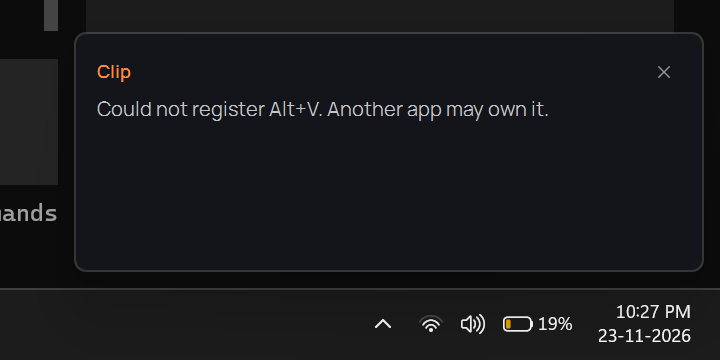 Clip
Could not register Alt+V. Another app may own it.
19%
10:27 PM
23-11-2026